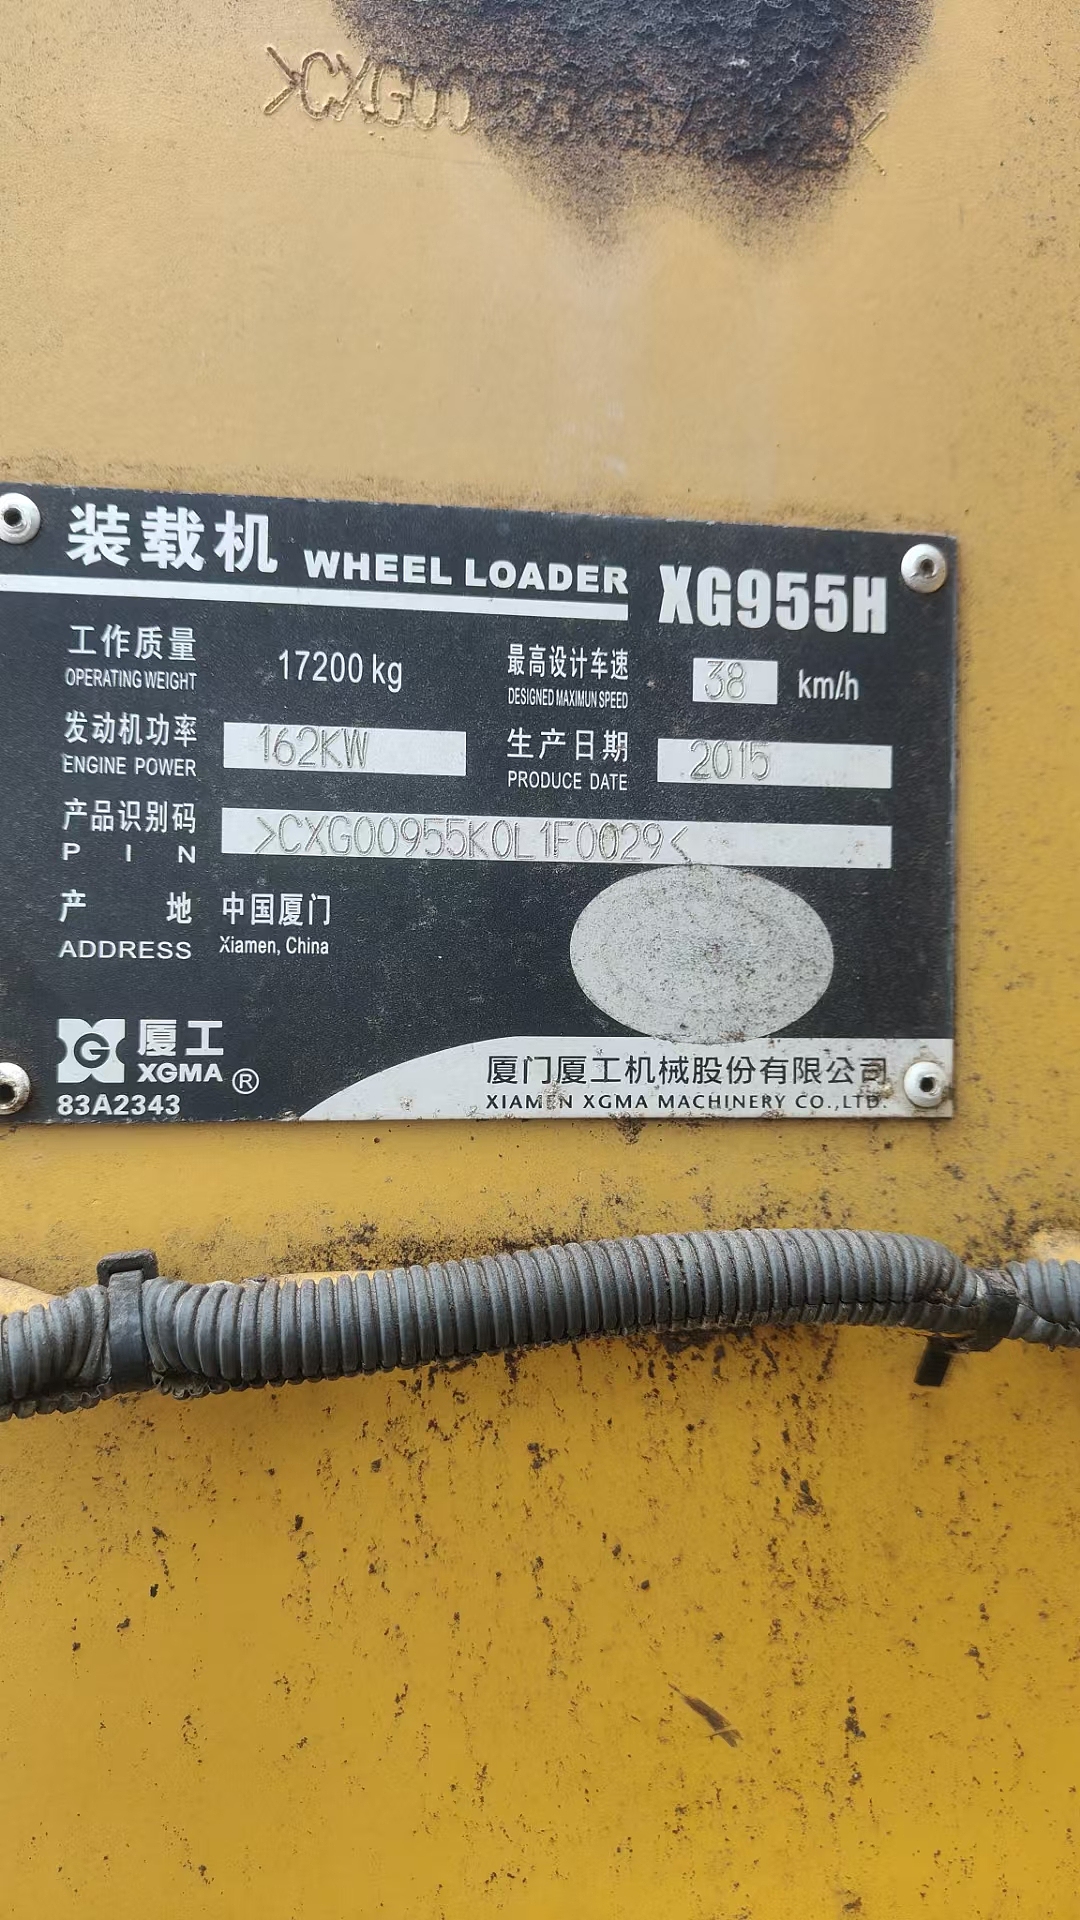 装载机 WHEEL LOADER XG955H
工作质量 17200 kg 最高设计车速 38 km/h
OPERATING WEIGHT DESIGNED MAXIMUN SPEED
发动机功率 162KW 生产日期 2015
ENGINE POWER PRODUCE DATE
产品识别码 >CXG00955K0L1F0029<
PIN
产地 中国厦门
ADDRESS Xiamen, China
厦工
XGMA ®
83A2343
厦门厦工机械股份有限公司
XIAMEN XGMA MACHINERY CO.,LTD.